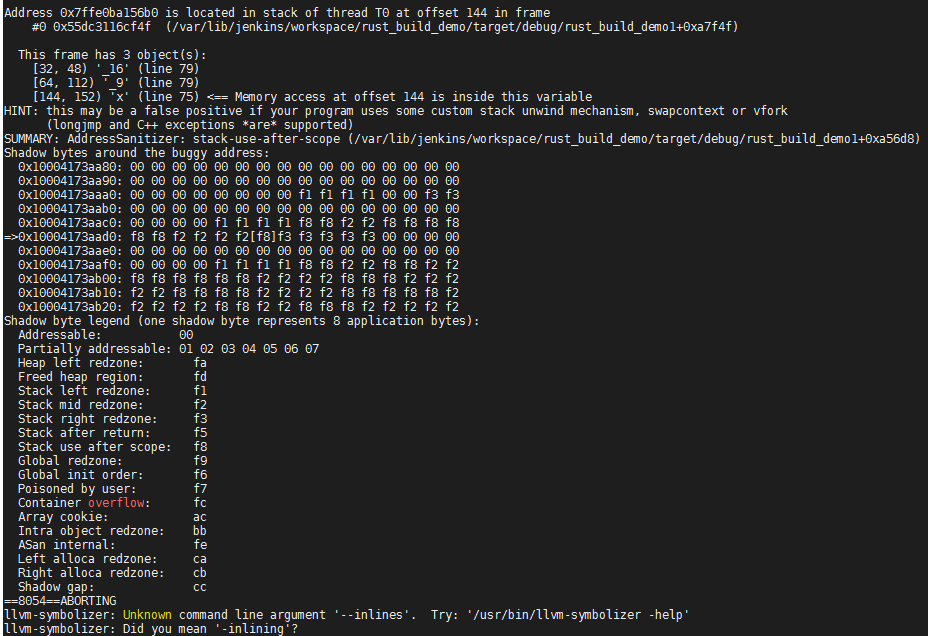 Address 0x7ffe0ba156b0 is located in stack of thread T0 at offset 144 in frame
    #0 0x55dc3116cf4f  (/var/lib/jenkins/workspace/rust_build_demo/target/debug/rust_build_demo1+0xa7f4f)

  This frame has 3 object(s):
    [32, 48) '_16' (line 79)
    [64, 112) '_9' (line 79)
    [144, 152) 'x' (line 75) <== Memory access at offset 144 is inside this variable
HINT: this may be a false positive if your program uses some custom stack unwind mechanism, swapcontext or vfork
      (longjmp and C++ exceptions *are* supported)
SUMMARY: AddressSanitizer: stack-use-after-scope (/var/lib/jenkins/workspace/rust_build_demo/target/debug/rust_build_demo1+0xa56d8)
Shadow bytes around the buggy address:
  0x10004173aa80: 00 00 00 00 00 00 00 00 00 00 00 00 00 00 00 00
  0x10004173aa90: 00 00 00 00 00 00 00 00 00 00 00 00 00 00 00 00
  0x10004173aaa0: 00 00 00 00 00 00 00 00 f1 f1 f1 f1 00 00 f3 f3
  0x10004173aab0: 00 00 00 00 00 00 00 00 00 00 00 00 00 00 00 00
  0x10004173aac0: 00 00 00 00 f1 f1 f1 f1 f8 f8 f2 f2 f8 f8 f8 f8
=>0x10004173aad0: f8 f8 f2 f2 f2 f2[f8]f3 f3 f3 f3 f3 00 00 00 00
  0x10004173aae0: 00 00 00 00 00 00 00 00 00 00 00 00 00 00 00 00
  0x10004173aaf0: 00 00 00 00 f1 f1 f1 f1 f8 f8 f2 f2 f8 f8 f2 f2
  0x10004173ab00: f8 f8 f8 f8 f8 f8 f2 f2 f2 f2 f8 f8 f8 f2 f2 f2
  0x10004173ab10: f2 f2 f8 f8 f8 f8 f2 f2 f2 f2 f8 f8 f8 f8 f8 f2
  0x10004173ab20: f2 f2 f2 f2 f8 f8 f2 f2 f8 f8 f8 f2 f2 f2 f2 f2
Shadow byte legend (one shadow byte represents 8 application bytes):
  Addressable:           00
  Partially addressable: 01 02 03 04 05 06 07
  Heap left redzone:       fa
  Freed heap region:       fd
  Stack left redzone:      f1
  Stack mid redzone:       f2
  Stack right redzone:     f3
  Stack after return:      f5
  Stack use after scope:   f8
  Global redzone:          f9
  Global init order:       f6
  Poisoned by user:        f7
  Container overflow:      fc
  Array cookie:            ac
  Intra object redzone:    bb
  ASan internal:           fe
  Left alloca redzone:     ca
  Right alloca redzone:    cb
  Shadow gap:              cc
==8054==ABORTING
llvm-symbolizer: Unknown command line argument '--inlines'.  Try: '/usr/bin/llvm-symbolizer -help'
llvm-symbolizer: Did you mean '-inlining'?